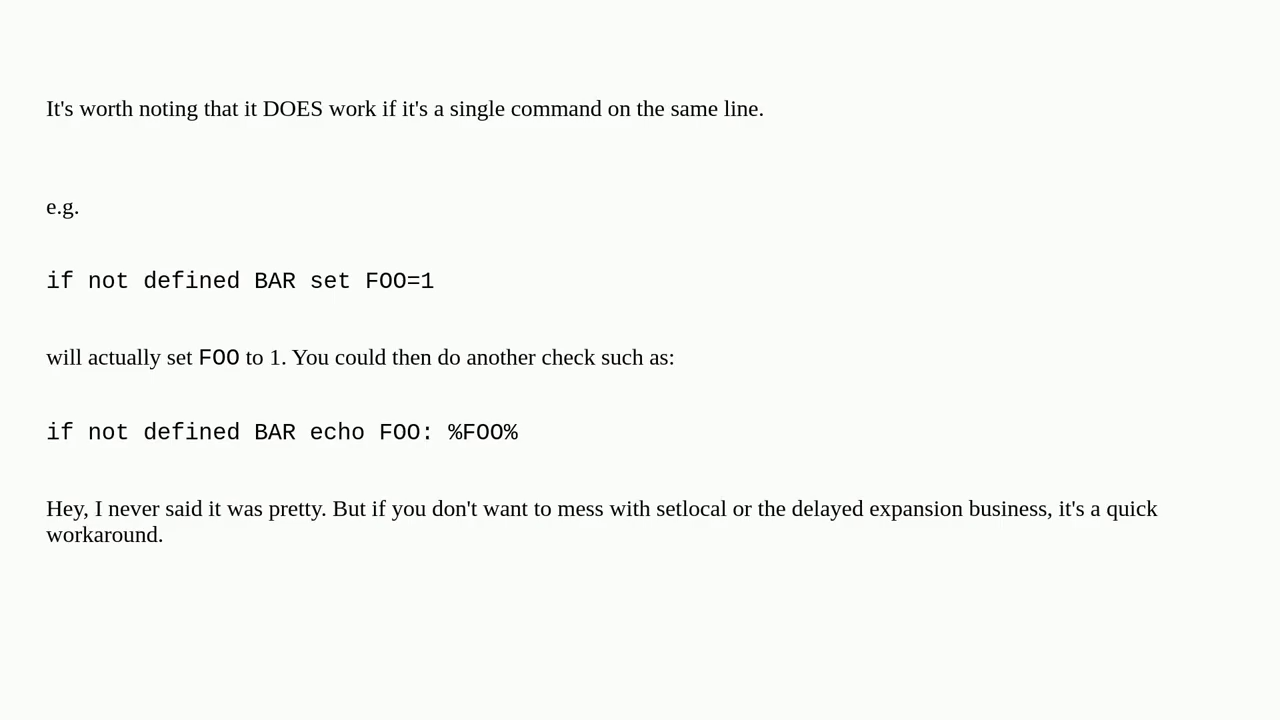 It's worth noting that it DOES work if it's a single command on the same line.
e.g.
if not defined BAR set FOO=1
will actually set FOO to 1. You could then do another check such as:
if not defined BAR echo FOO: %FOO%
Hey, I never said it was pretty. But if you don't want to mess with setlocal or the delayed expansion business, it's a quick
workaround.